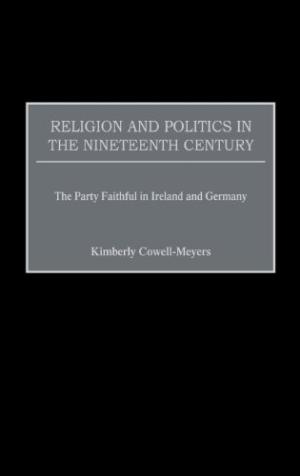 RELIGION AND POLITICS IN
THE NINETEENTH CENTURY
The Party Faithful in Ireland and Germany
Kimberly Cowell-Meyers